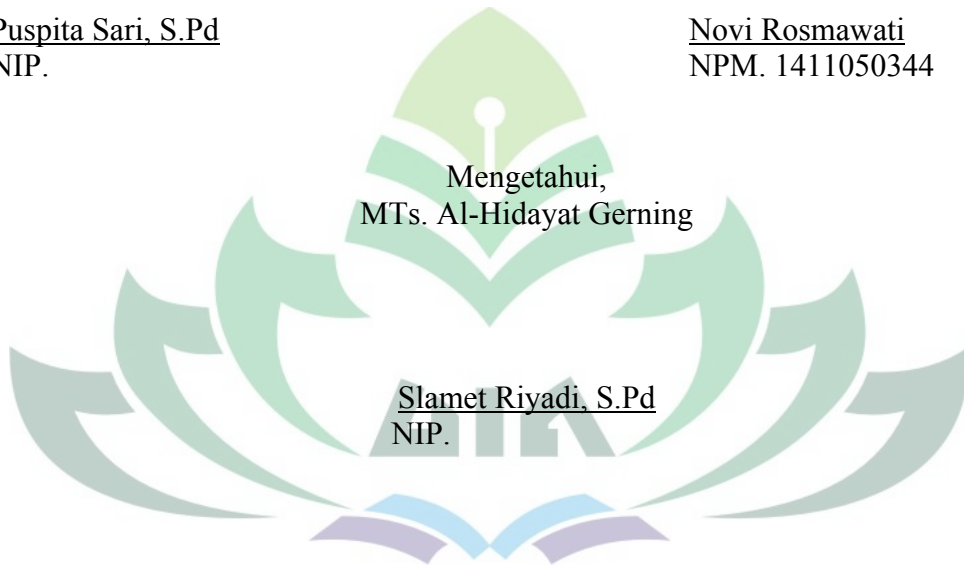 Puspita Sari, S.Pd
NIP.
Novi Rosmawati
NPM. 1411050344
Mengetahui,
MTs. Al-Hidayat Gerning
Slamet Riyadi, S.Pd
NIP.